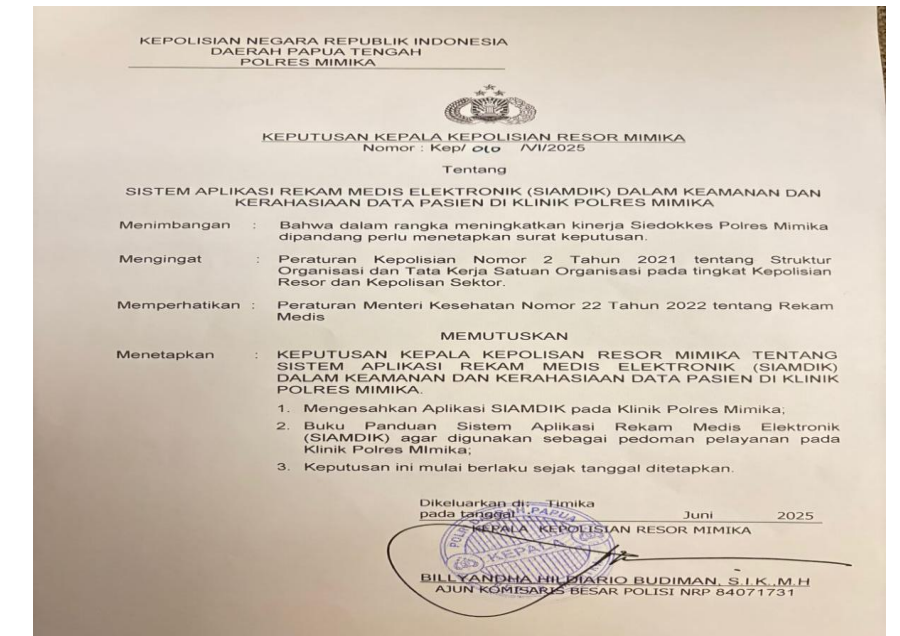 KEPOLISIAN NEGARA REPUBLIK INDONESIA
DAERAH PAPUA TENGAH
POLRES MIMIKA
KEPUTUSAN KEPALA KEPOLISIAN RESOR MIMIKA
Nomor : Kep/ 010 /VI/2025
Tentang
SISTEM APLIKASI REKAM MEDIS ELEKTRONIK (SIAMDIK) DALAM KEAMANAN DAN
KERAHASIAAN DATA PASIEN DI KLINIK POLRES MIMIKA
Menimbangan : Bahwa dalam rangka meningkatkan kinerja Siedokkes Polres Mimika
dipandang perlu menetapkan surat keputusan.
Mengingat : Peraturan Kepolisian Nomor 2 Tahun 2021 tentang Struktur
Organisasi dan Tata Kerja Satuan Organisasi pada tingkat Kepolisian
Resor dan Kepolisan Sektor.
Memperhatikan : Peraturan Menteri Kesehatan Nomor 22 Tahun 2022 tentang Rekam
Medis
MEMUTUSKAN
Menetapkan : KEPUTUSAN KEPALA KEPOLISAN RESOR MIMIKA TENTANG
SISTEM APLIKASI REKAM MEDIS ELEKTRONIK (SIAMDIK)
DALAM KEAMANAN DAN KERAHASIAAN DATA PASIEN DI KLINIK
POLRES MIMIKA.
1. Mengesahkan Aplikasi SIAMDIK pada Klinik Polres Mimika;
2. Buku Panduan Sistem Aplikasi Rekam Medis Elektronik
(SIAMDIK) agar digunakan sebagai pedoman pelayanan pada
Klinik Polres MImika;
3. Keputusan ini mulai berlaku sejak tanggal ditetapkan.
Dikeluarkan di: Timika
pada tanggal Juni 2025
KEPALA KEPOLISIAN RESOR MIMIKA
KEPALA
BILLYANDHA HILDIARIO BUDIMAN, S.I.K.,M.H
AJUN KOMISARIS BESAR POLISI NRP 84071731